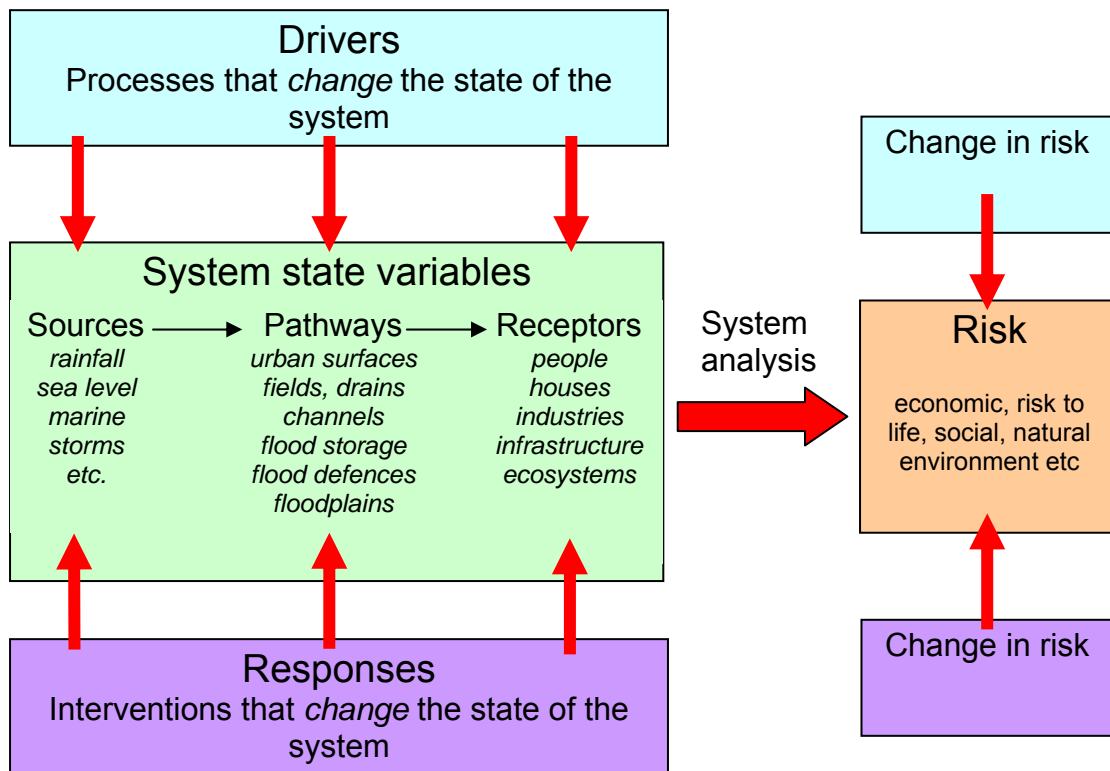 Drivers
Processes that change the state of the
system
Change in risk
System state variables
Sources
rainfall
sea level
marine
storms
etc.
Pathways
urban surfaces
fields, drains
channels
flood storage
flood defences
floodplains
Receptors
people
houses
industries
infrastructure
ecosystems
System
analysis
Risk
economic, risk to
life, social, natural
environment etc
Responses
Interventions that change the state of the
system
Change in risk